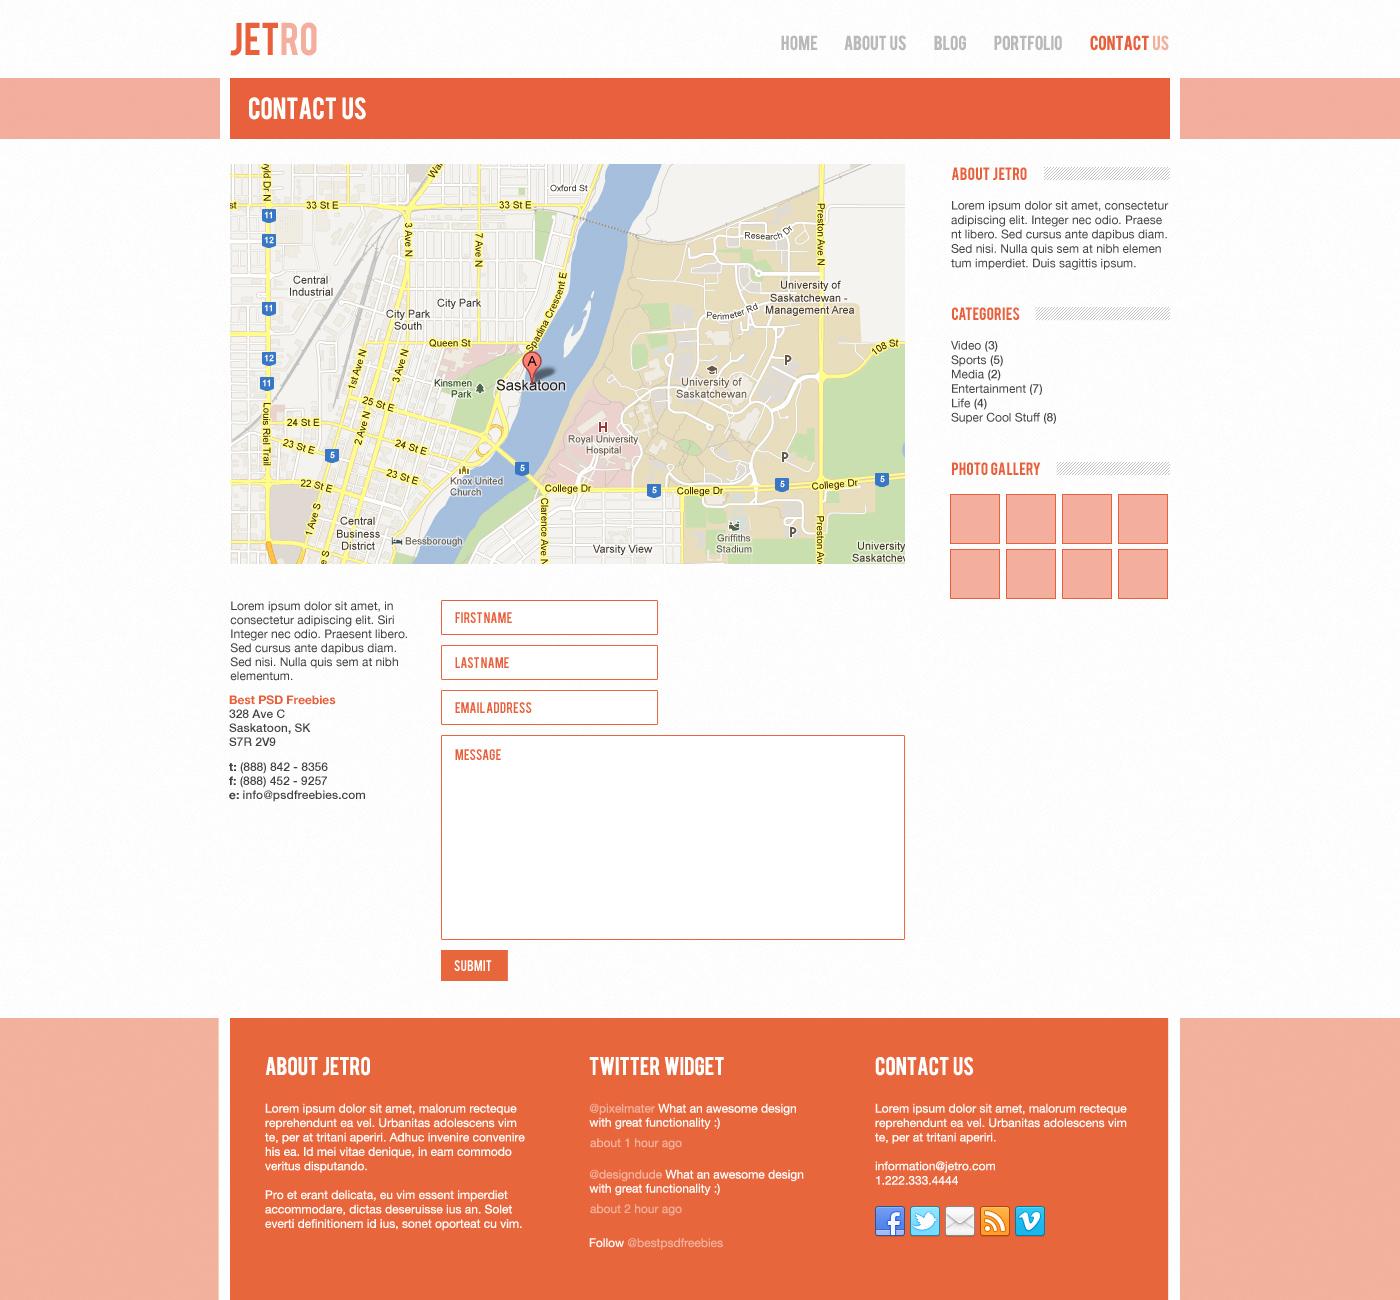 JETRO
HOME ABOUT US BLOG PORTFOLIO CONTACT US
CONTACT US
Oxford St
33 St E
33 St E
11
12
3 Ave N
7 Ave N
Preston Ave N
Research Dr
Central
Industrial
University of
Saskatchewan -
Management Area
City Park
City Park
South
Spadina Crescent E
Perimeter Rd
11
Queen St
108 St
12
11
1st Ave N
3 Ave N
A
Saskatoon
Kinsmen
Park
University of
Saskatchewan
P
25 St E
Louis Riel Trail
24 St E
2 Ave N
24 St E
23 St E
5
H
Royal University
Hospital
P
5
23 St E
Knox United
Church
22 St E
College Dr
5
College Dr
5
College Dr
5
1 Ave S
Clarence Ave N
Central
Business
District
Bessborough
Griffiths
Stadium
P
Preston Av
Varsity View
University
Saskatchew
ABOUT JETRO
Lorem ipsum dolor sit amet, consectetur
adipiscing elit. Integer nec odio. Praese
nt libero. Sed cursus ante dapibus diam.
Sed nisi. Nulla quis sem at nibh elemen
tum imperdiet. Duis sagittis ipsum.
CATEGORIES
Video (3)
Sports (5)
Media (2)
Entertainment (7)
Life (4)
Super Cool Stuff (8)
PHOTO GALLERY
Lorem ipsum dolor sit amet, in
consectetur adipiscing elit. Siri
Integer nec odio. Praesent libero.
Sed cursus ante dapibus diam.
Sed nisi. Nulla quis sem at nibh
elementum.
Best PSD Freebies
328 Ave C
Saskatoon, SK
S7R 2V9
t: (888) 842 - 8356
f: (888) 452 - 9257
e: info@psdfreebies.com
FIRST NAME
LAST NAME
EMAIL ADDRESS
MESSAGE
SUBMIT
ABOUT JETRO
Lorem ipsum dolor sit amet, malorum recteque
reprehendunt ea vel. Urbanitas adolescens vim
te, per at tritani aperiri. Adhuc invenire convenire
his ea. Id mei vitae denique, in eam commodo
veritus disputando.
Pro et erant delicata, eu vim essent imperdiet
accommodare, dictas deseruisse ius an. Solet
everti definitionem id ius, sonet oporteat cu vim.
TWITTER WIDGET
@pixelmater What an awesome design
with great functionality :)
about 1 hour ago
@designdude What an awesome design
with great functionality :)
about 2 hour ago
Follow @bestpsdfreebies
CONTACT US
Lorem ipsum dolor sit amet, malorum recteque
reprehendunt ea vel. Urbanitas adolescens vim
te, per at tritani aperiri.
information@jetro.com
1.222.333.4444